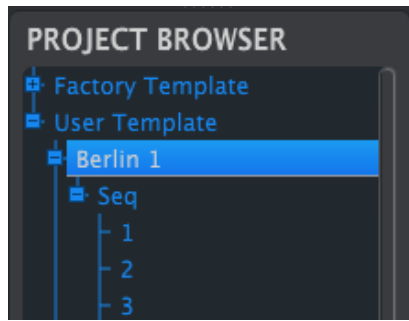 PROJECT BROWSER
Factory Template
User Template
Berlin 1
Seq
1
2
3